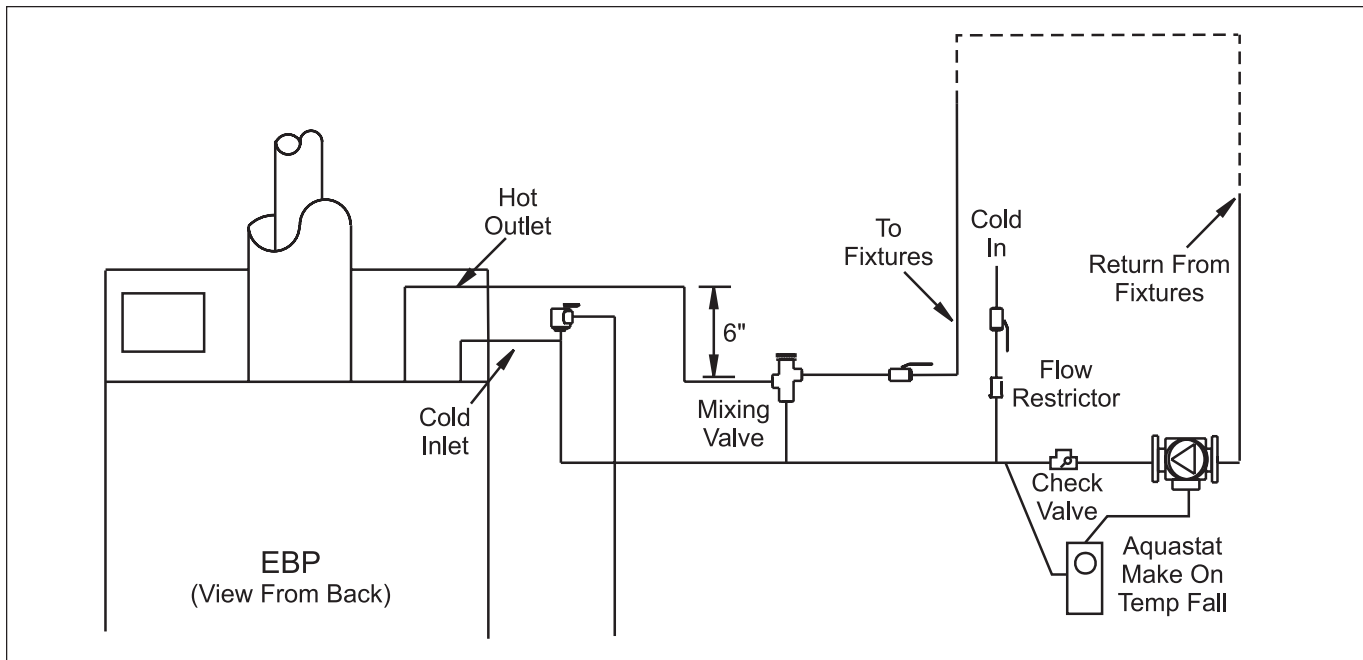 Hot
Outlet
To
Fixtures
Cold
In
Return From
Fixtures
6"
Flow
Restrictor
Cold
Inlet
Mixing
Valve
Check
Valve
EBP
(View From Back)
Aquastat
Make On
Temp Fall